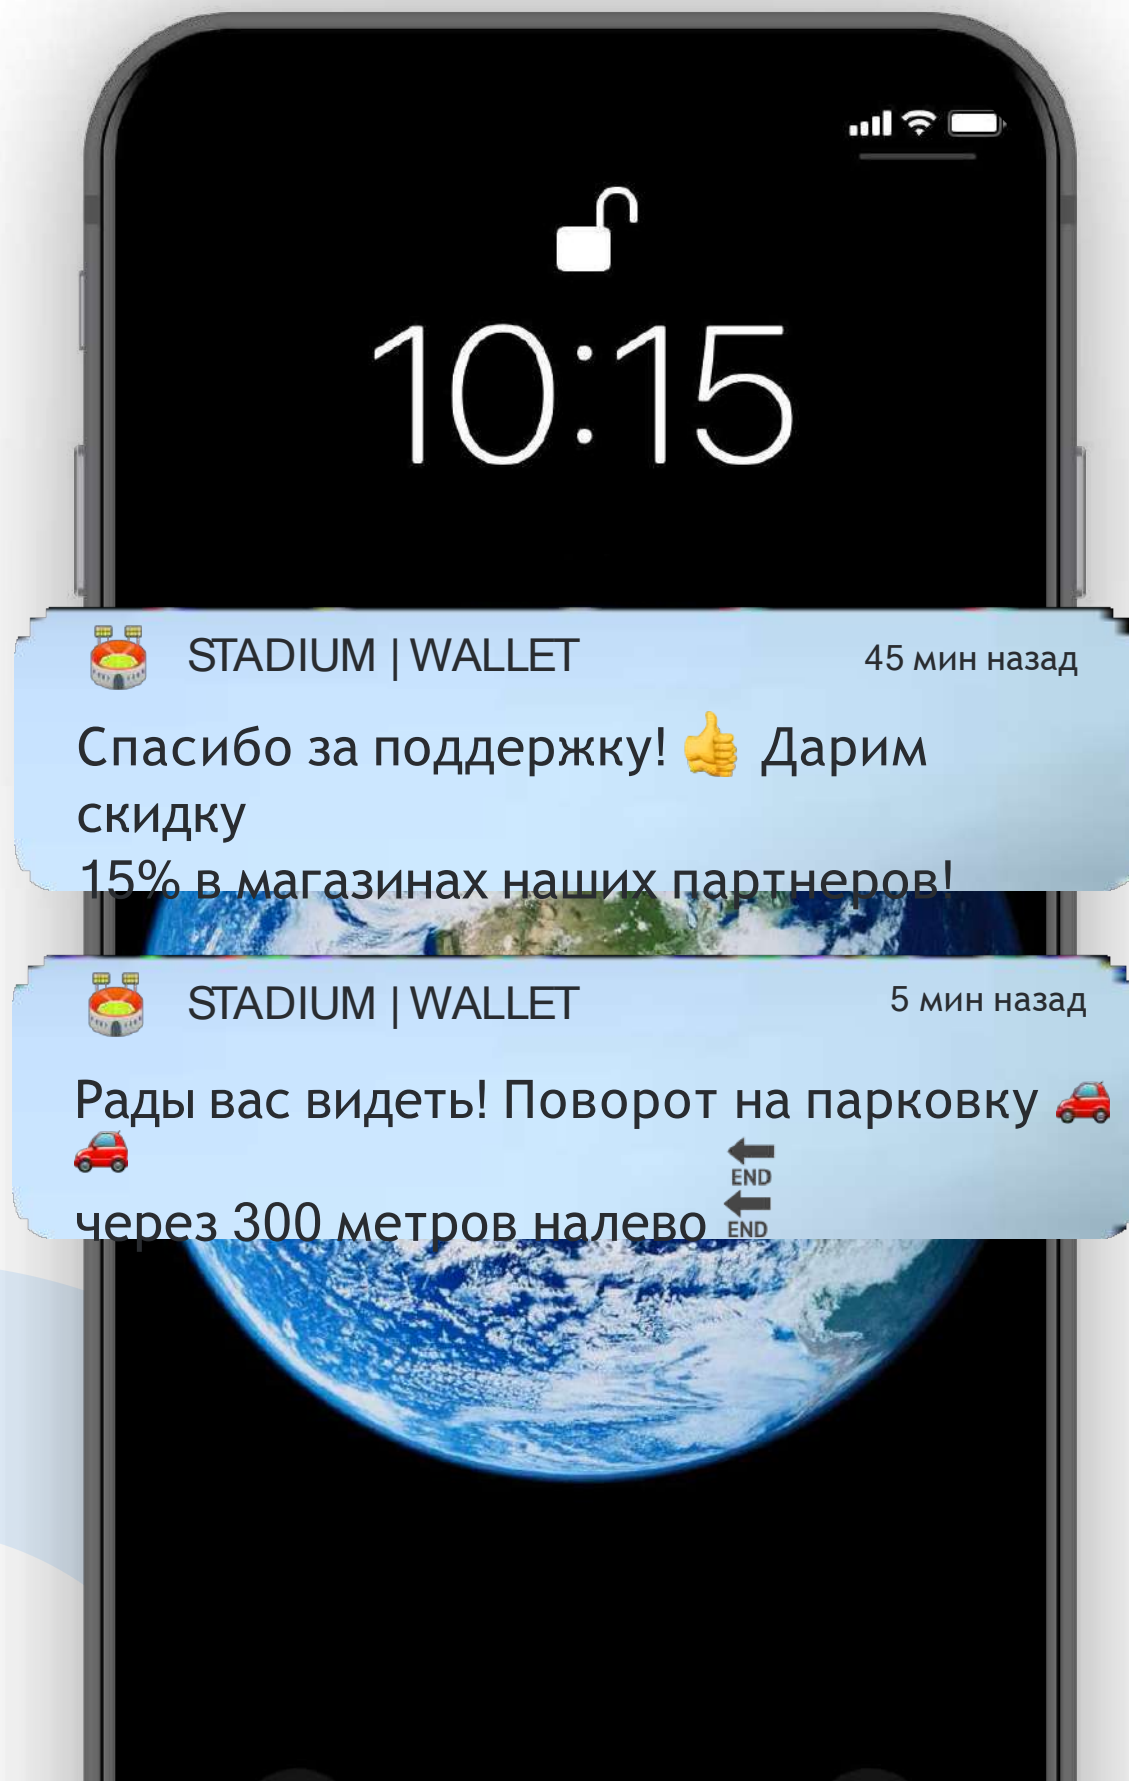 10:15
STADIUM | WALLET
45 мин назад
Спасибо за поддержку! 👍 Дарим
скидку
15% в магазинах наших партнеров!
STADIUM | WALLET
5 мин назад
Рады вас видеть! Поворот на парковку 🚗
🚗
END
через 300 метров налево END